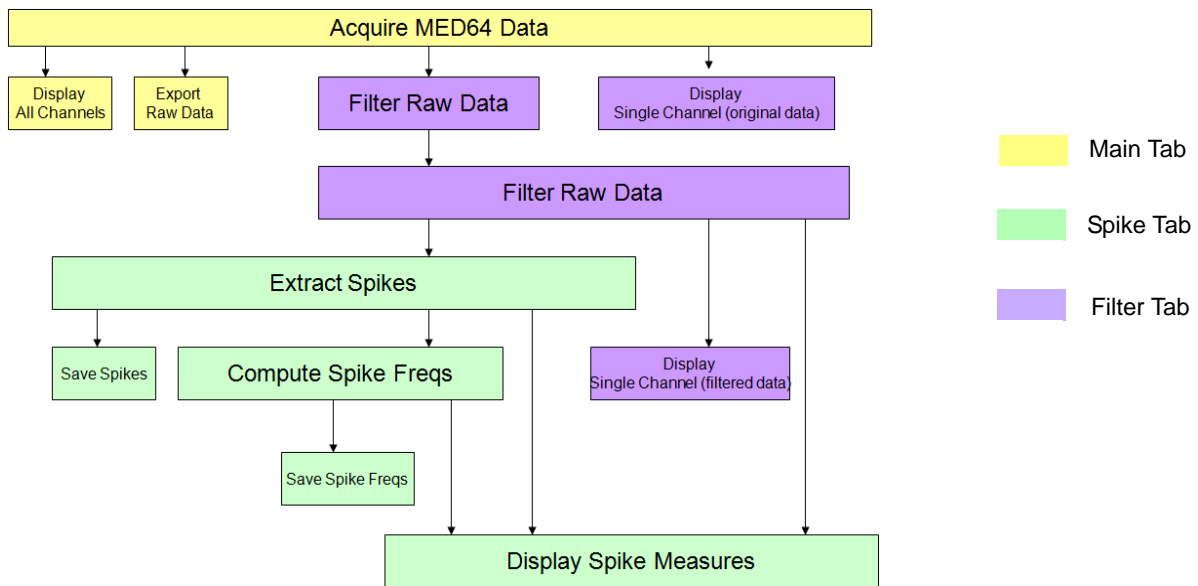 Acquire MED64 Data
Display
All Channels
Export
Raw Data
Filter Raw Data
Display
Single Channel (original data)
Main Tab
Filter Raw Data
Spike Tab
Extract Spikes
Filter Tab
Save Spikes
Compute Spike Freqs
Display
Single Channel (filtered data)
Save Spike Freqs
Display Spike Measures